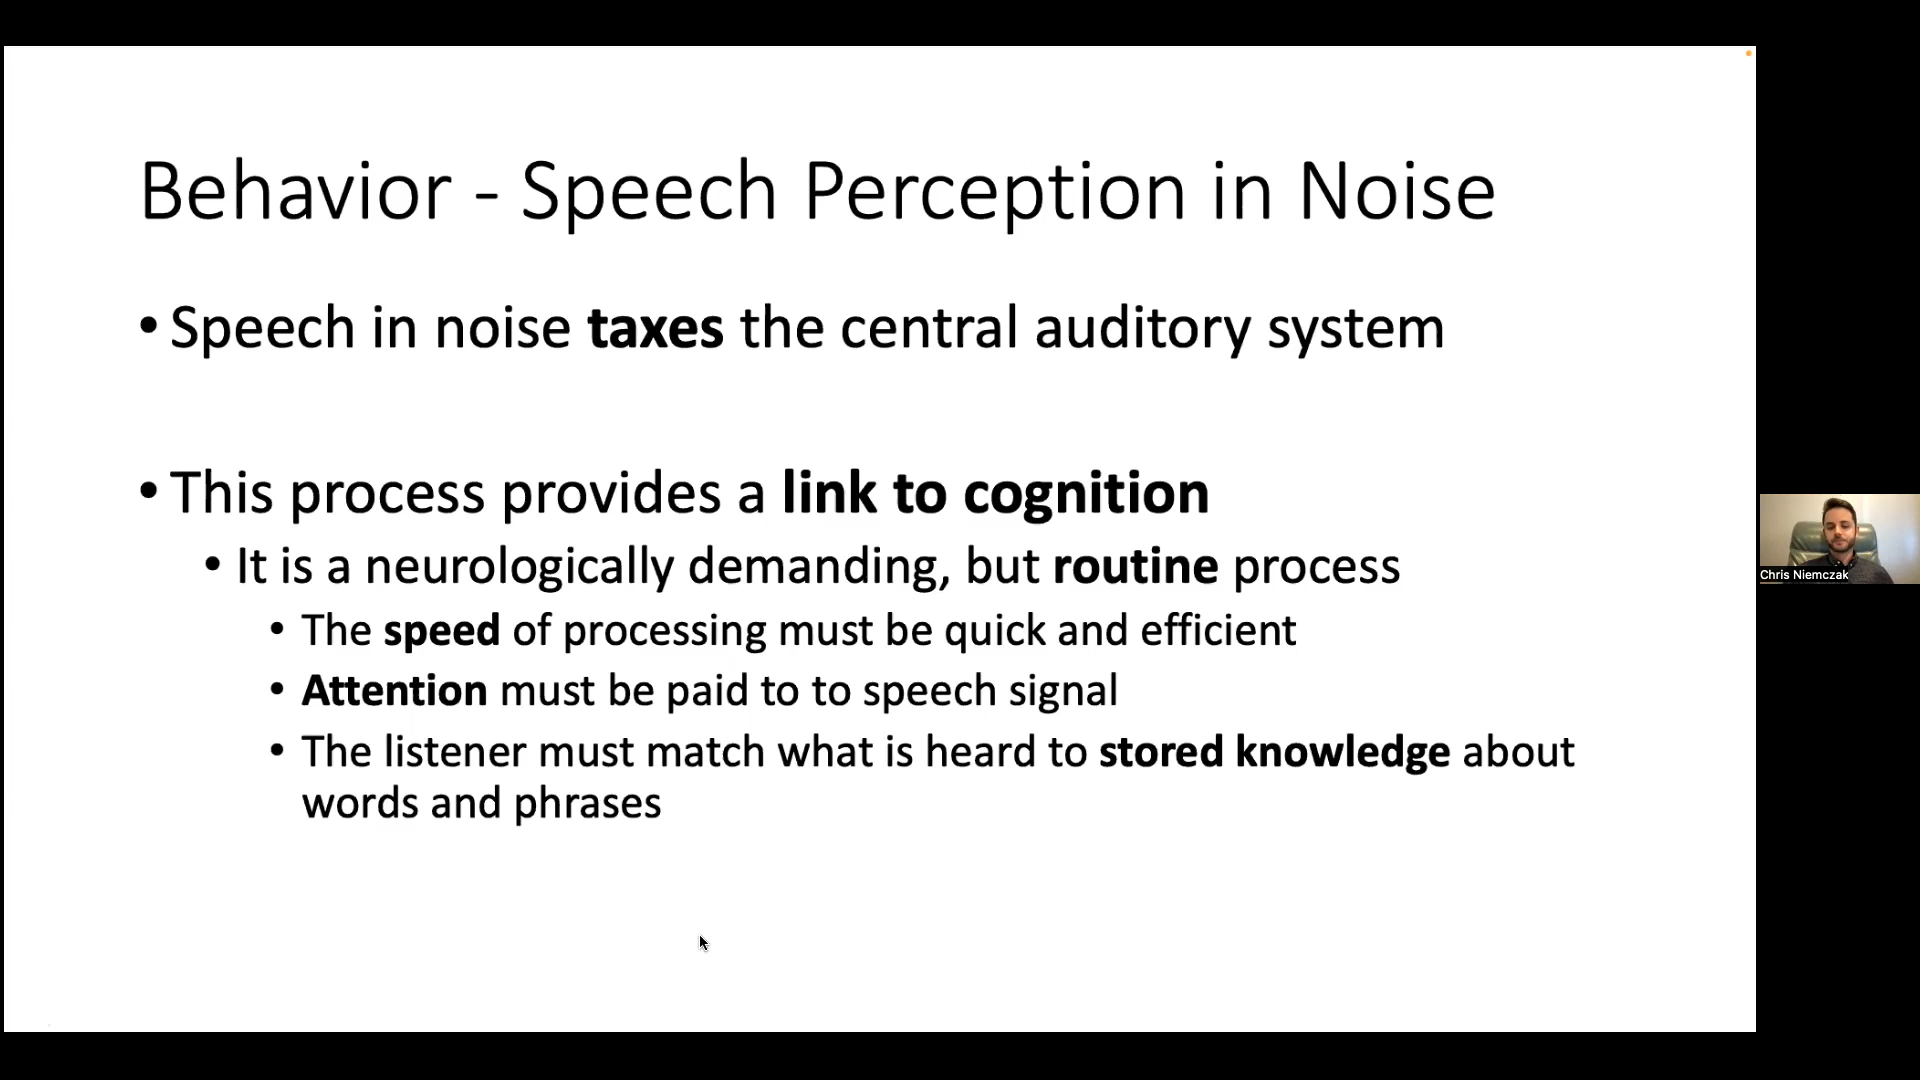 Behavior - Speech Perception in Noise
• Speech in noise taxes the central auditory system
• This process provides a link to cognition
• It is a neurologically demanding, but routine process
• The speed of processing must be quick and efficient
• Attention must be paid to to speech signal
• The listener must match what is heard to stored knowledge about
words and phrases
Chris Niemczak